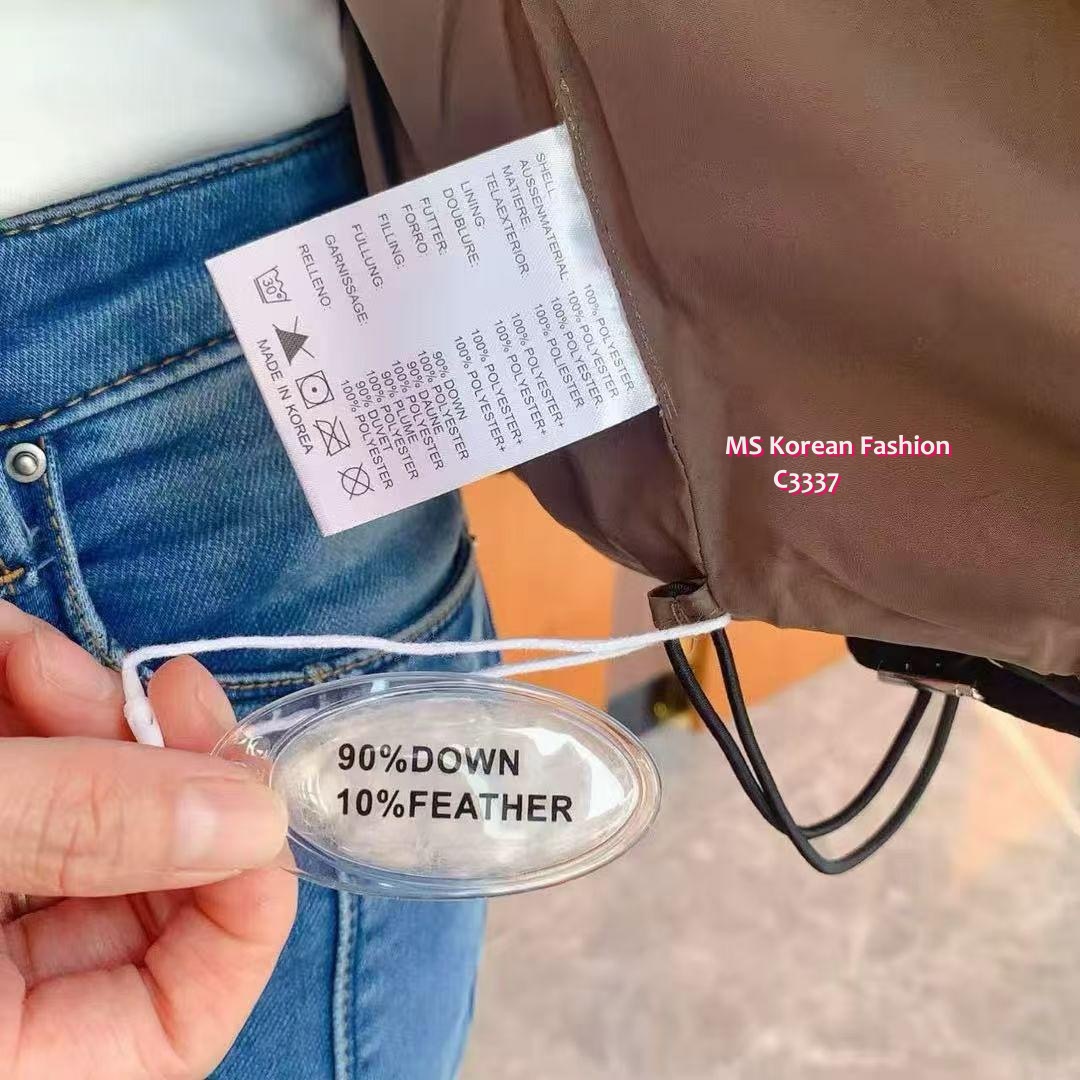 SHELL 100% POLYESTER
AUSSENMATERIAL: 100% POLYESTER
MATIERE: 100% POLYESTER
TELAEXTERIOR: 100% POLIESTER
LINING: 100% POLYESTER+
DOUBLURE: 100% POLYESTER+
FUTTER: 100% POLYESTER+
FORRO: 100% POLYESTER+
FILLING: 90% DOWN
100% POLYESTER
FÜLLUNG: 90% DAUNE
100% POLYESTER
GARNISSAGE: 90% PLUME
100% POLYESTER
RELLENO: 90% DUVET
100% POLYESTER
30°
MADE IN KOREA
MS Korean Fashion
C3337
90%DOWN
10%FEATHER